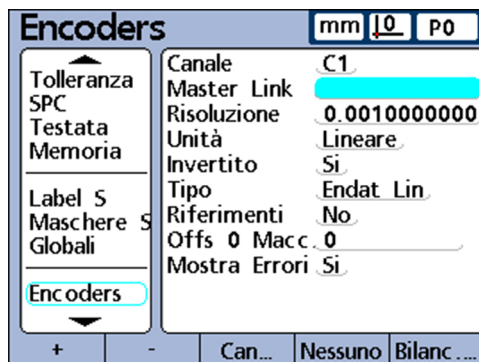 Encoders mm 0 P0
Tolleranza
SPC
Testata
Memoria
Label S
Maschere S
Globali
Encoders
Canale C1
Master Link
Risoluzione 0.0010000000
Unità Lineare
Invertito Si
Tipo Endat Lin
Riferimenti No
Offs 0 Macc. 0
Mostra Errori Si
+ - Can... Nessuno Bilanc....